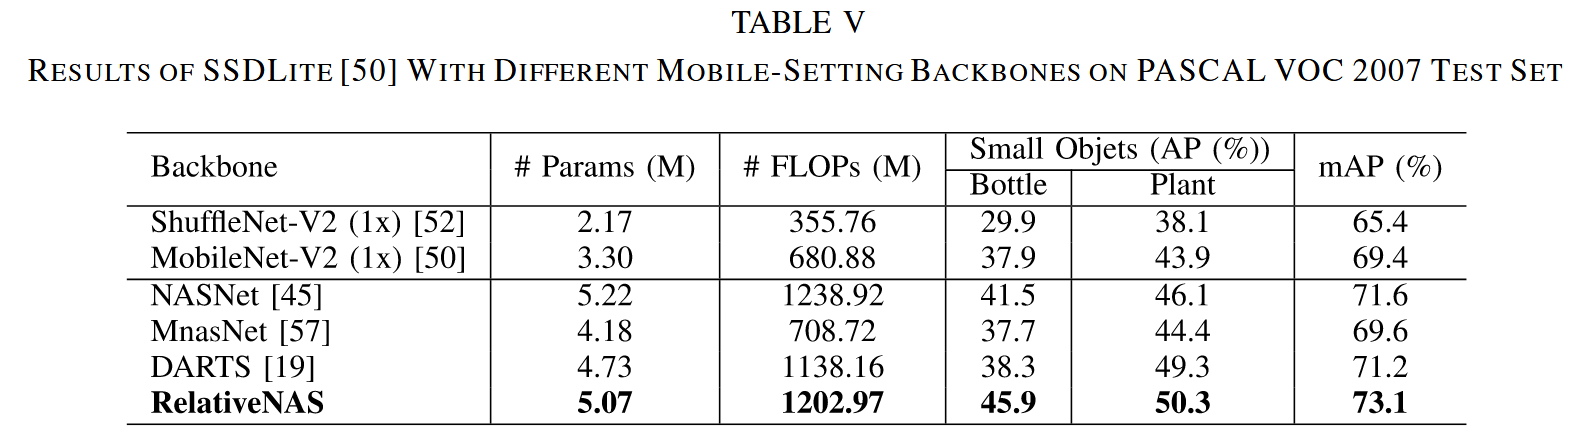 TABLE V
RESULTS OF SSDLITE [50] WITH DIFFERENT MOBILE-SETTING BACKBONES ON PASCAL VOC 2007 TEST SET
Backbone # Params (M) # FLOPs (M) Small Objets (AP (%)) mAP (%)
Bottle Plant
ShuffleNet-V2 (1x) [52] 2.17 355.76 29.9 38.1 65.4
MobileNet-V2 (1x) [50] 3.30 680.88 37.9 43.9 69.4
NASNet [45] 5.22 1238.92 41.5 46.1 71.6
MnasNet [57] 4.18 708.72 37.7 44.4 69.6
DARTS [19] 4.73 1138.16 38.3 49.3 71.2
RelativeNAS 5.07 1202.97 45.9 50.3 73.1